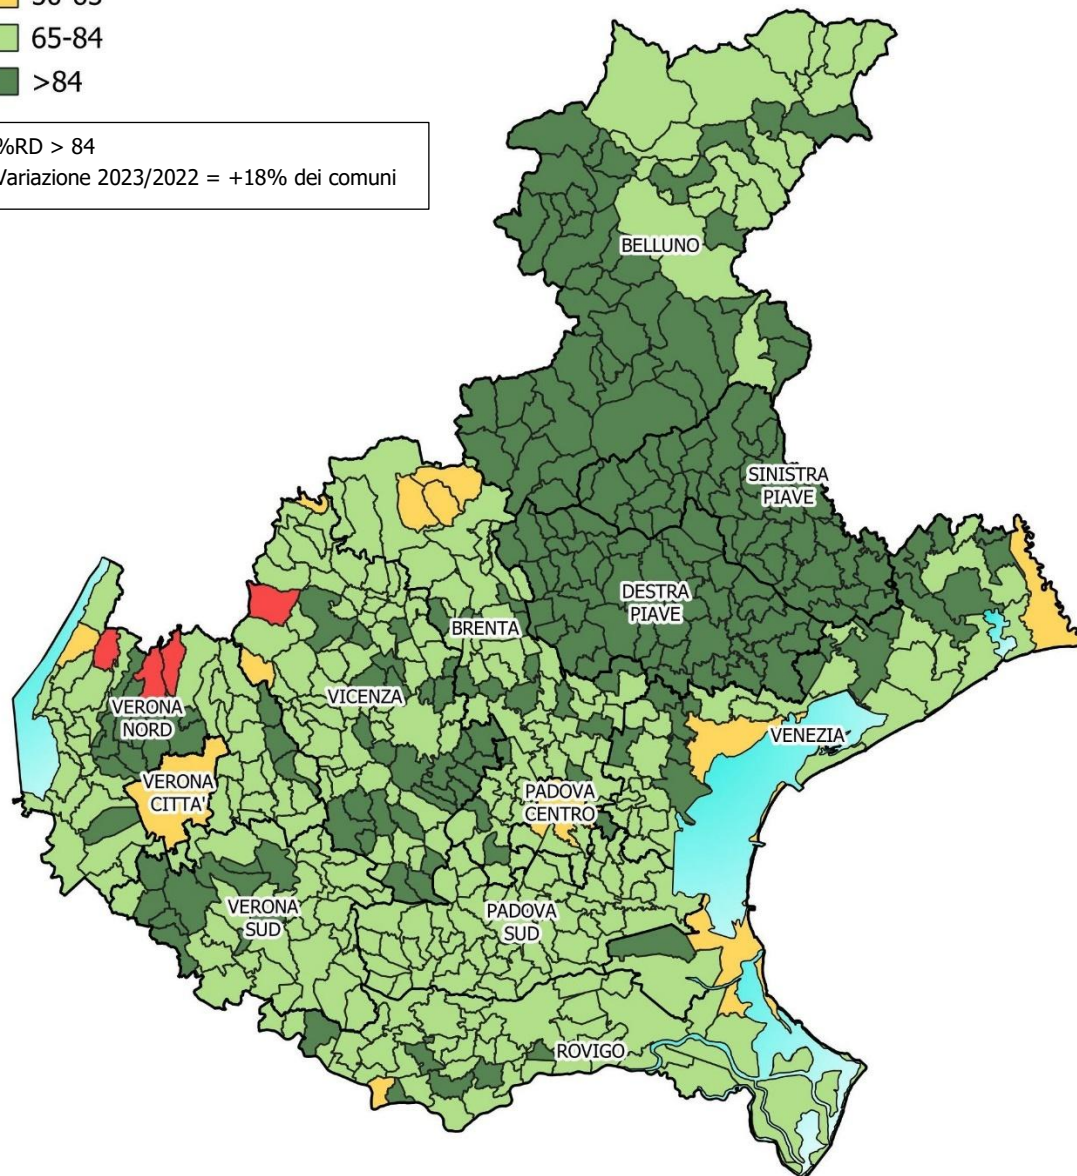 65-84
>84
%RD > 84
Variazione 2023/2022 = +18% dei comuni
BELLUNO
SINISTRA
PIAVE
DESTRA
PIAVE
BRENTA
VICENZA
VERONA
NORD
VENEZIA
VERONA
CITTA'
PADOVA
CENTRO
VERONA
SUD
PADOVA
SUD
ROVIGO